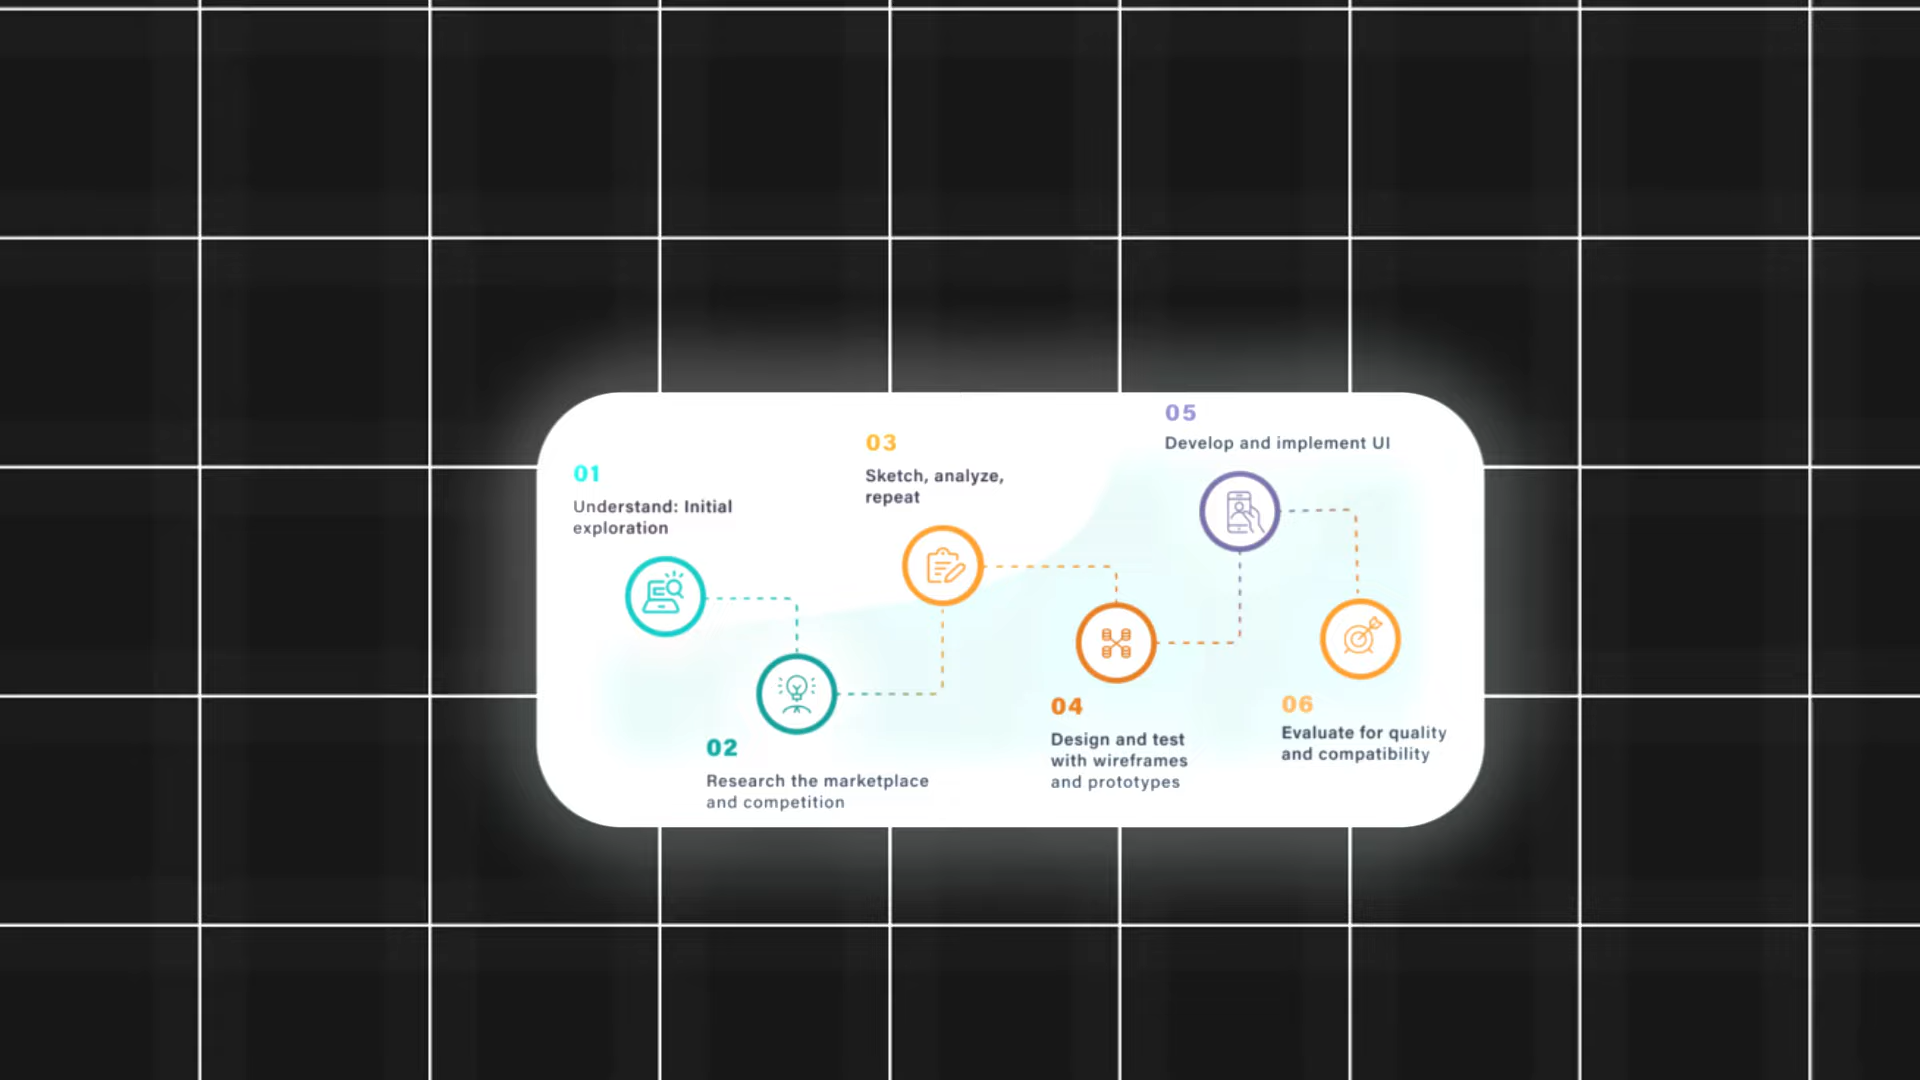 01
Understand: Initial
exploration
02
Research the marketplace
and competition
03
Sketch, analyze,
repeat
04
Design and test
with wireframes
and prototypes
05
Develop and implement UI
06
Evaluate for quality
and compatibility